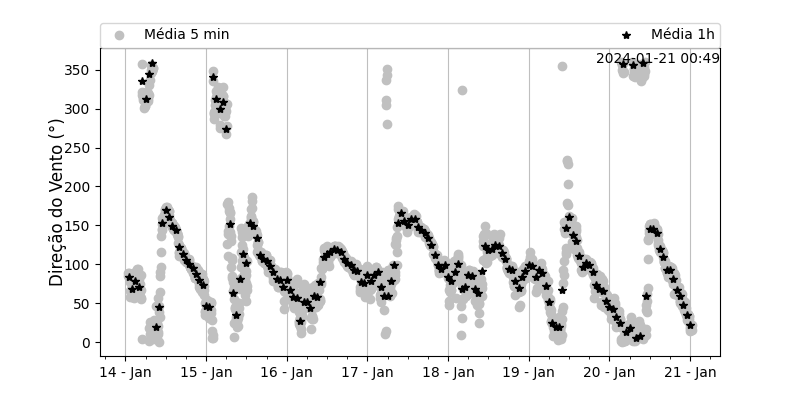 Média 5 min
Média 1h
2024-01-21 00:49
350
300
250
200
150
100
50
0
Direção do Vento (°)
14 - Jan
15 - Jan
16 - Jan
17 - Jan
18 - Jan
19 - Jan
20 - Jan
21 - Jan